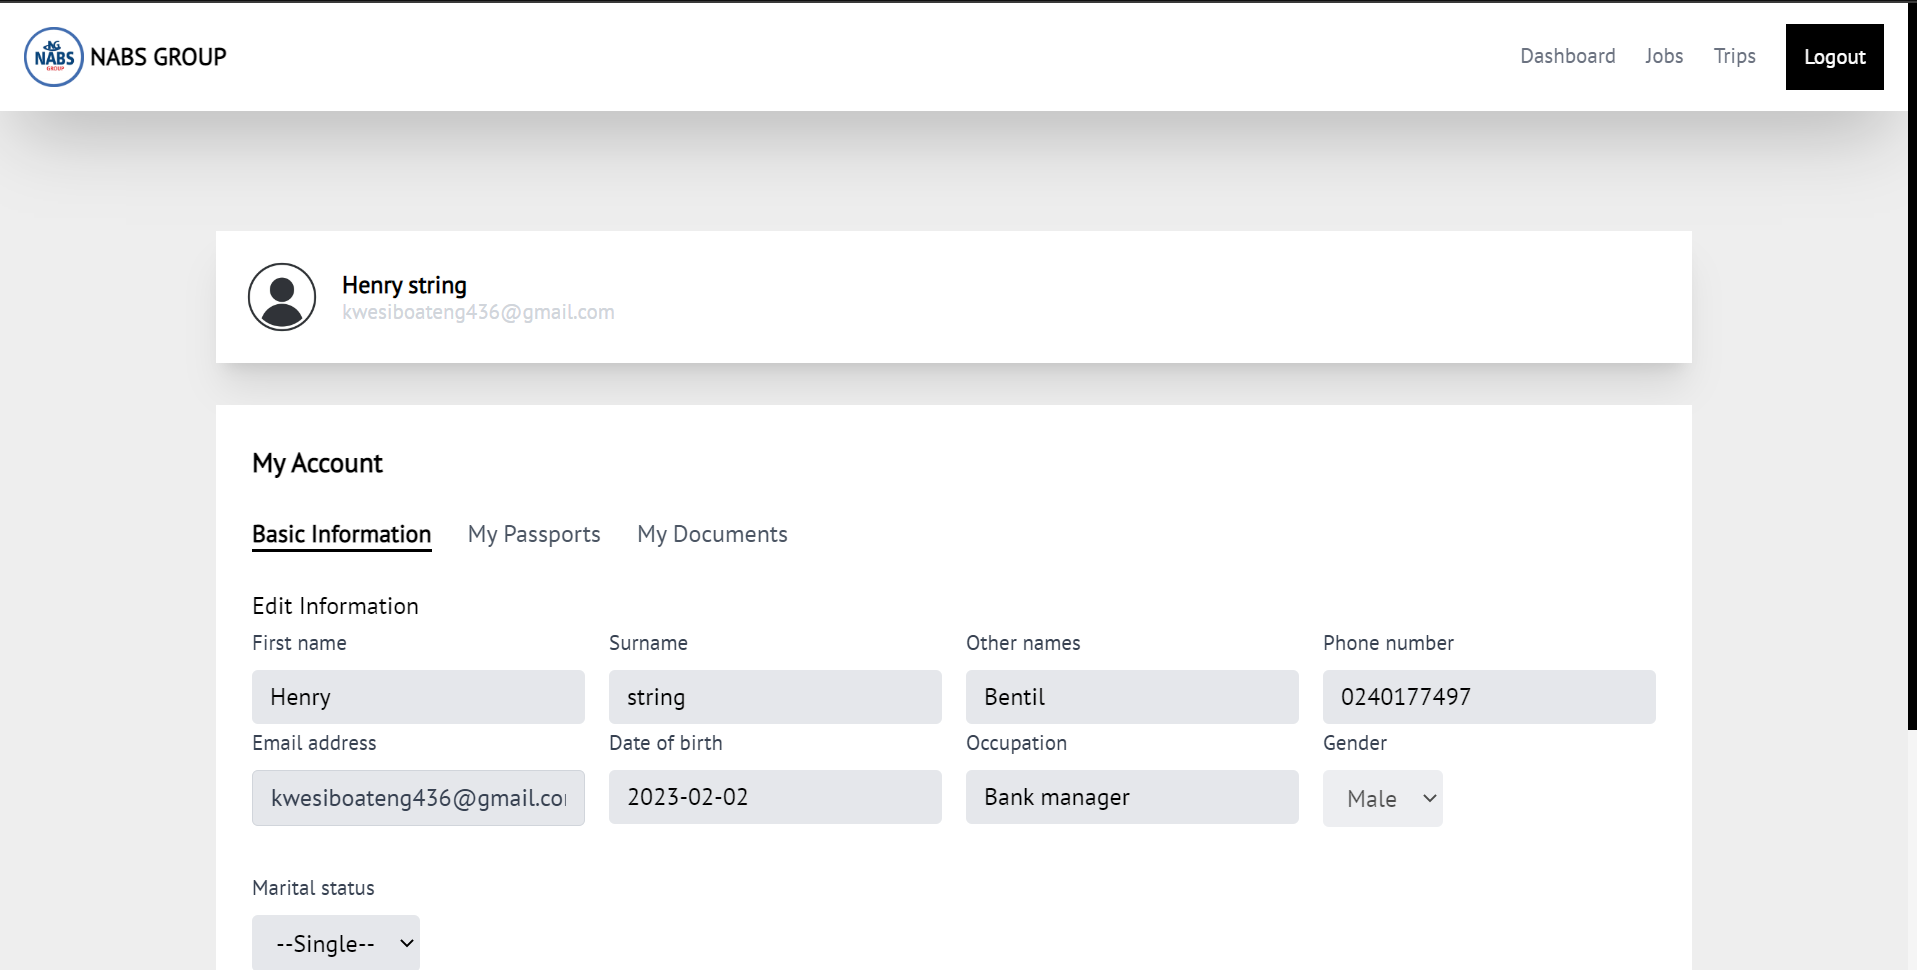 NG
NABS
GROUP
NABS GROUP
Dashboard Jobs Trips Logout
Henry string
kwesiboateng436@gmail.com
My Account
Basic Information My Passports My Documents
Edit Information
First name Surname Other names Phone number
Henry string Bentil 0240177497
Email address Date of birth Occupation Gender
kwesiboateng436@gmail.co 2023-02-02 Bank manager Male
Marital status
--Single--